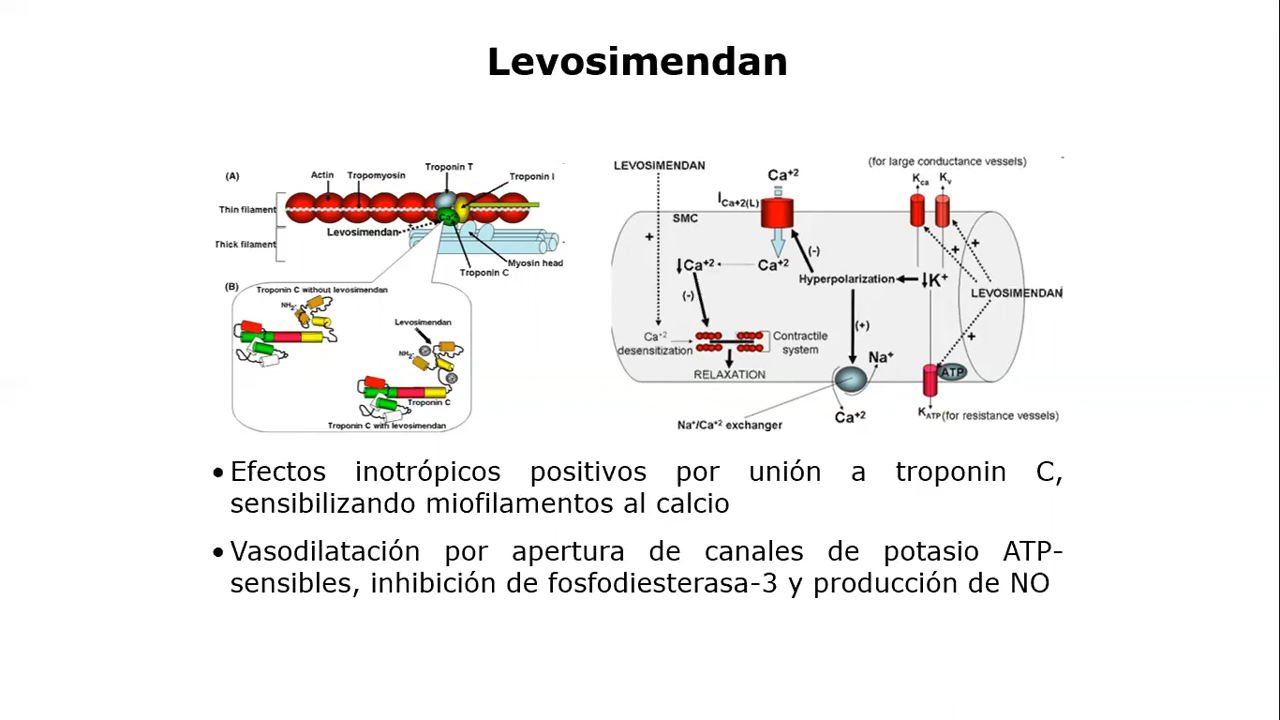 Levosimendan
(A)
Actin
Tropomyosin
Troponin T
Troponin I
Thin filament
Levosimendan
Thick filament
Myosin head
Troponin C
(B)
Troponin C without levosimendan
NH₂
Levosimendan
NH₂
Troponin C
Troponin C with levosimendan
LEVOSIMENDAN
Ca⁺²
(for large conductance vessels)
Kca
Kv
ICa+2(L)
SMC
+
(-)
+
+
↓Ca⁺²
Ca⁺²
Hyperpolarization
↓K⁺
(-)
LEVOSIMENDAN
(+)
Ca⁺²
desensitization
Contractile
system
+
RELAXATION
Na⁺
ATP
Ca⁺²
KATP (for resistance vessels)
Na⁺/Ca⁺² exchanger
• Efectos inotrópicos positivos por unión a troponin C,
sensibilizando miofilamentos al calcio
• Vasodilatación por apertura de canales de potasio ATP-
sensibles, inhibición de fosfodiesterasa-3 y producción de NO